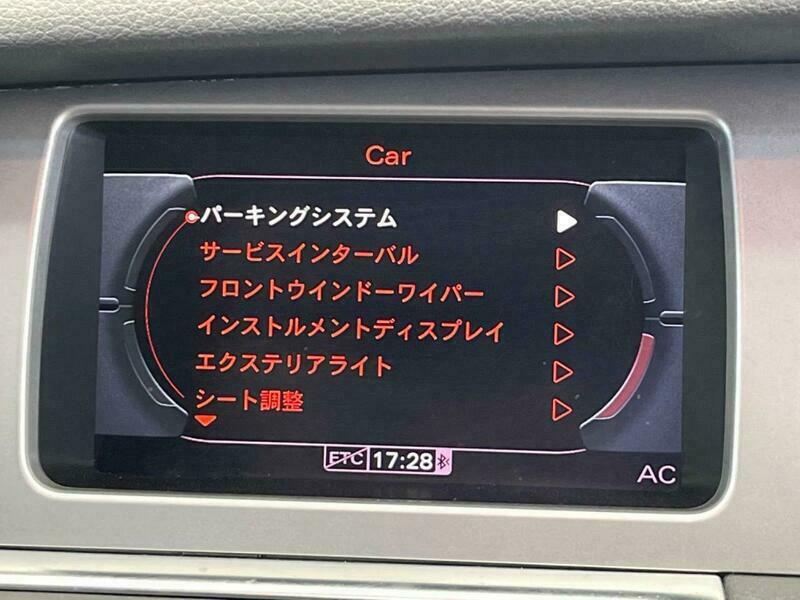 Car
パーキングシステム
サービスインターバル
フロントウインドーワイパー
インストルメントディスプレイ
エクステリアライト
シート調整
ETC 17:28
AC